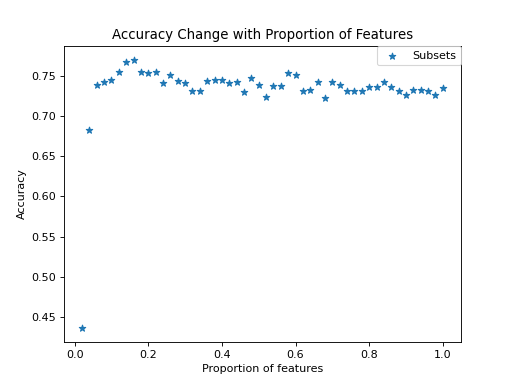 Accuracy Change with Proportion of Features
Subsets
0.75
0.70
0.65
0.60
0.55
0.50
0.45
Accuracy
0.0 0.2 0.4 0.6 0.8 1.0
Proportion of features